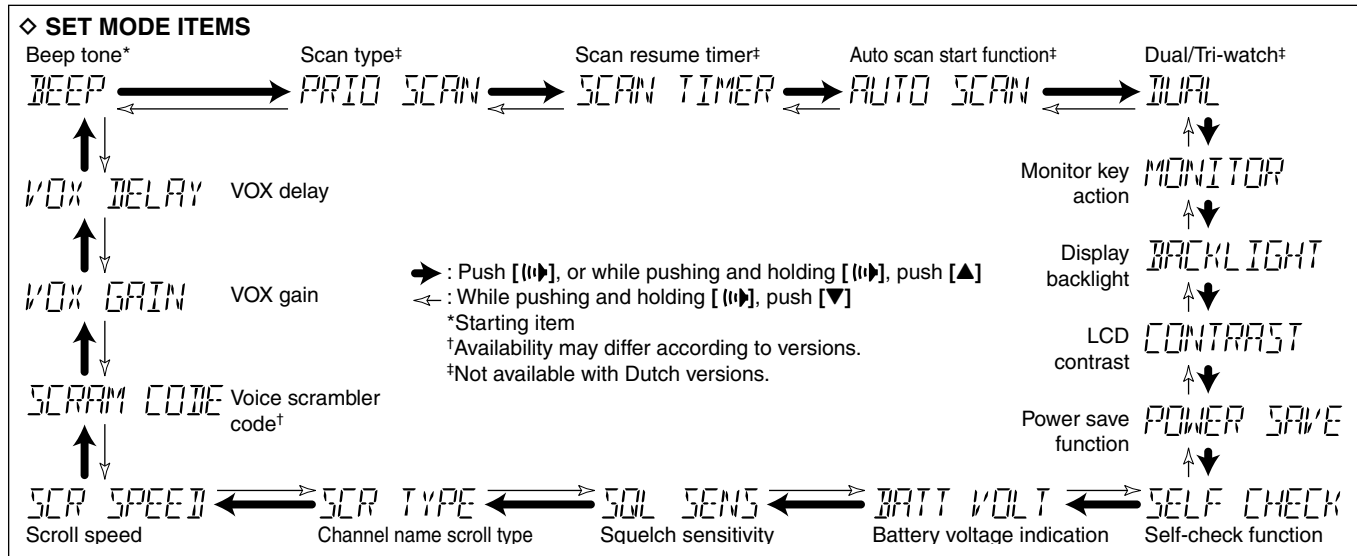 ◇ SET MODE ITEMS
Beep tone* Scan type‡ Scan resume timer‡ Auto scan start function‡ Dual/Tri-watch‡
BEEP PRIO SCAN SCAN TIMER AUTO SCAN DUAL
Monitor key action MONITOR
VOX DELAY VOX delay
Display backlight BACKLIGHT
: Push [ ], or while pushing and holding [ ], push [▲]
VOX GAIN VOX gain
: While pushing and holding [ ], push [▼]
*Starting item
†Availability may differ according to versions.
‡Not available with Dutch versions.
LCD contrast CONTRAST
SCRAM CODE Voice scrambler code†
Power save function POWER SAVE
SCR SPEED SCR TYPE SQL SENS BATT VOLT SELF CHECK
Scroll speed Channel name scroll type Squelch sensitivity Battery voltage indication Self-check function